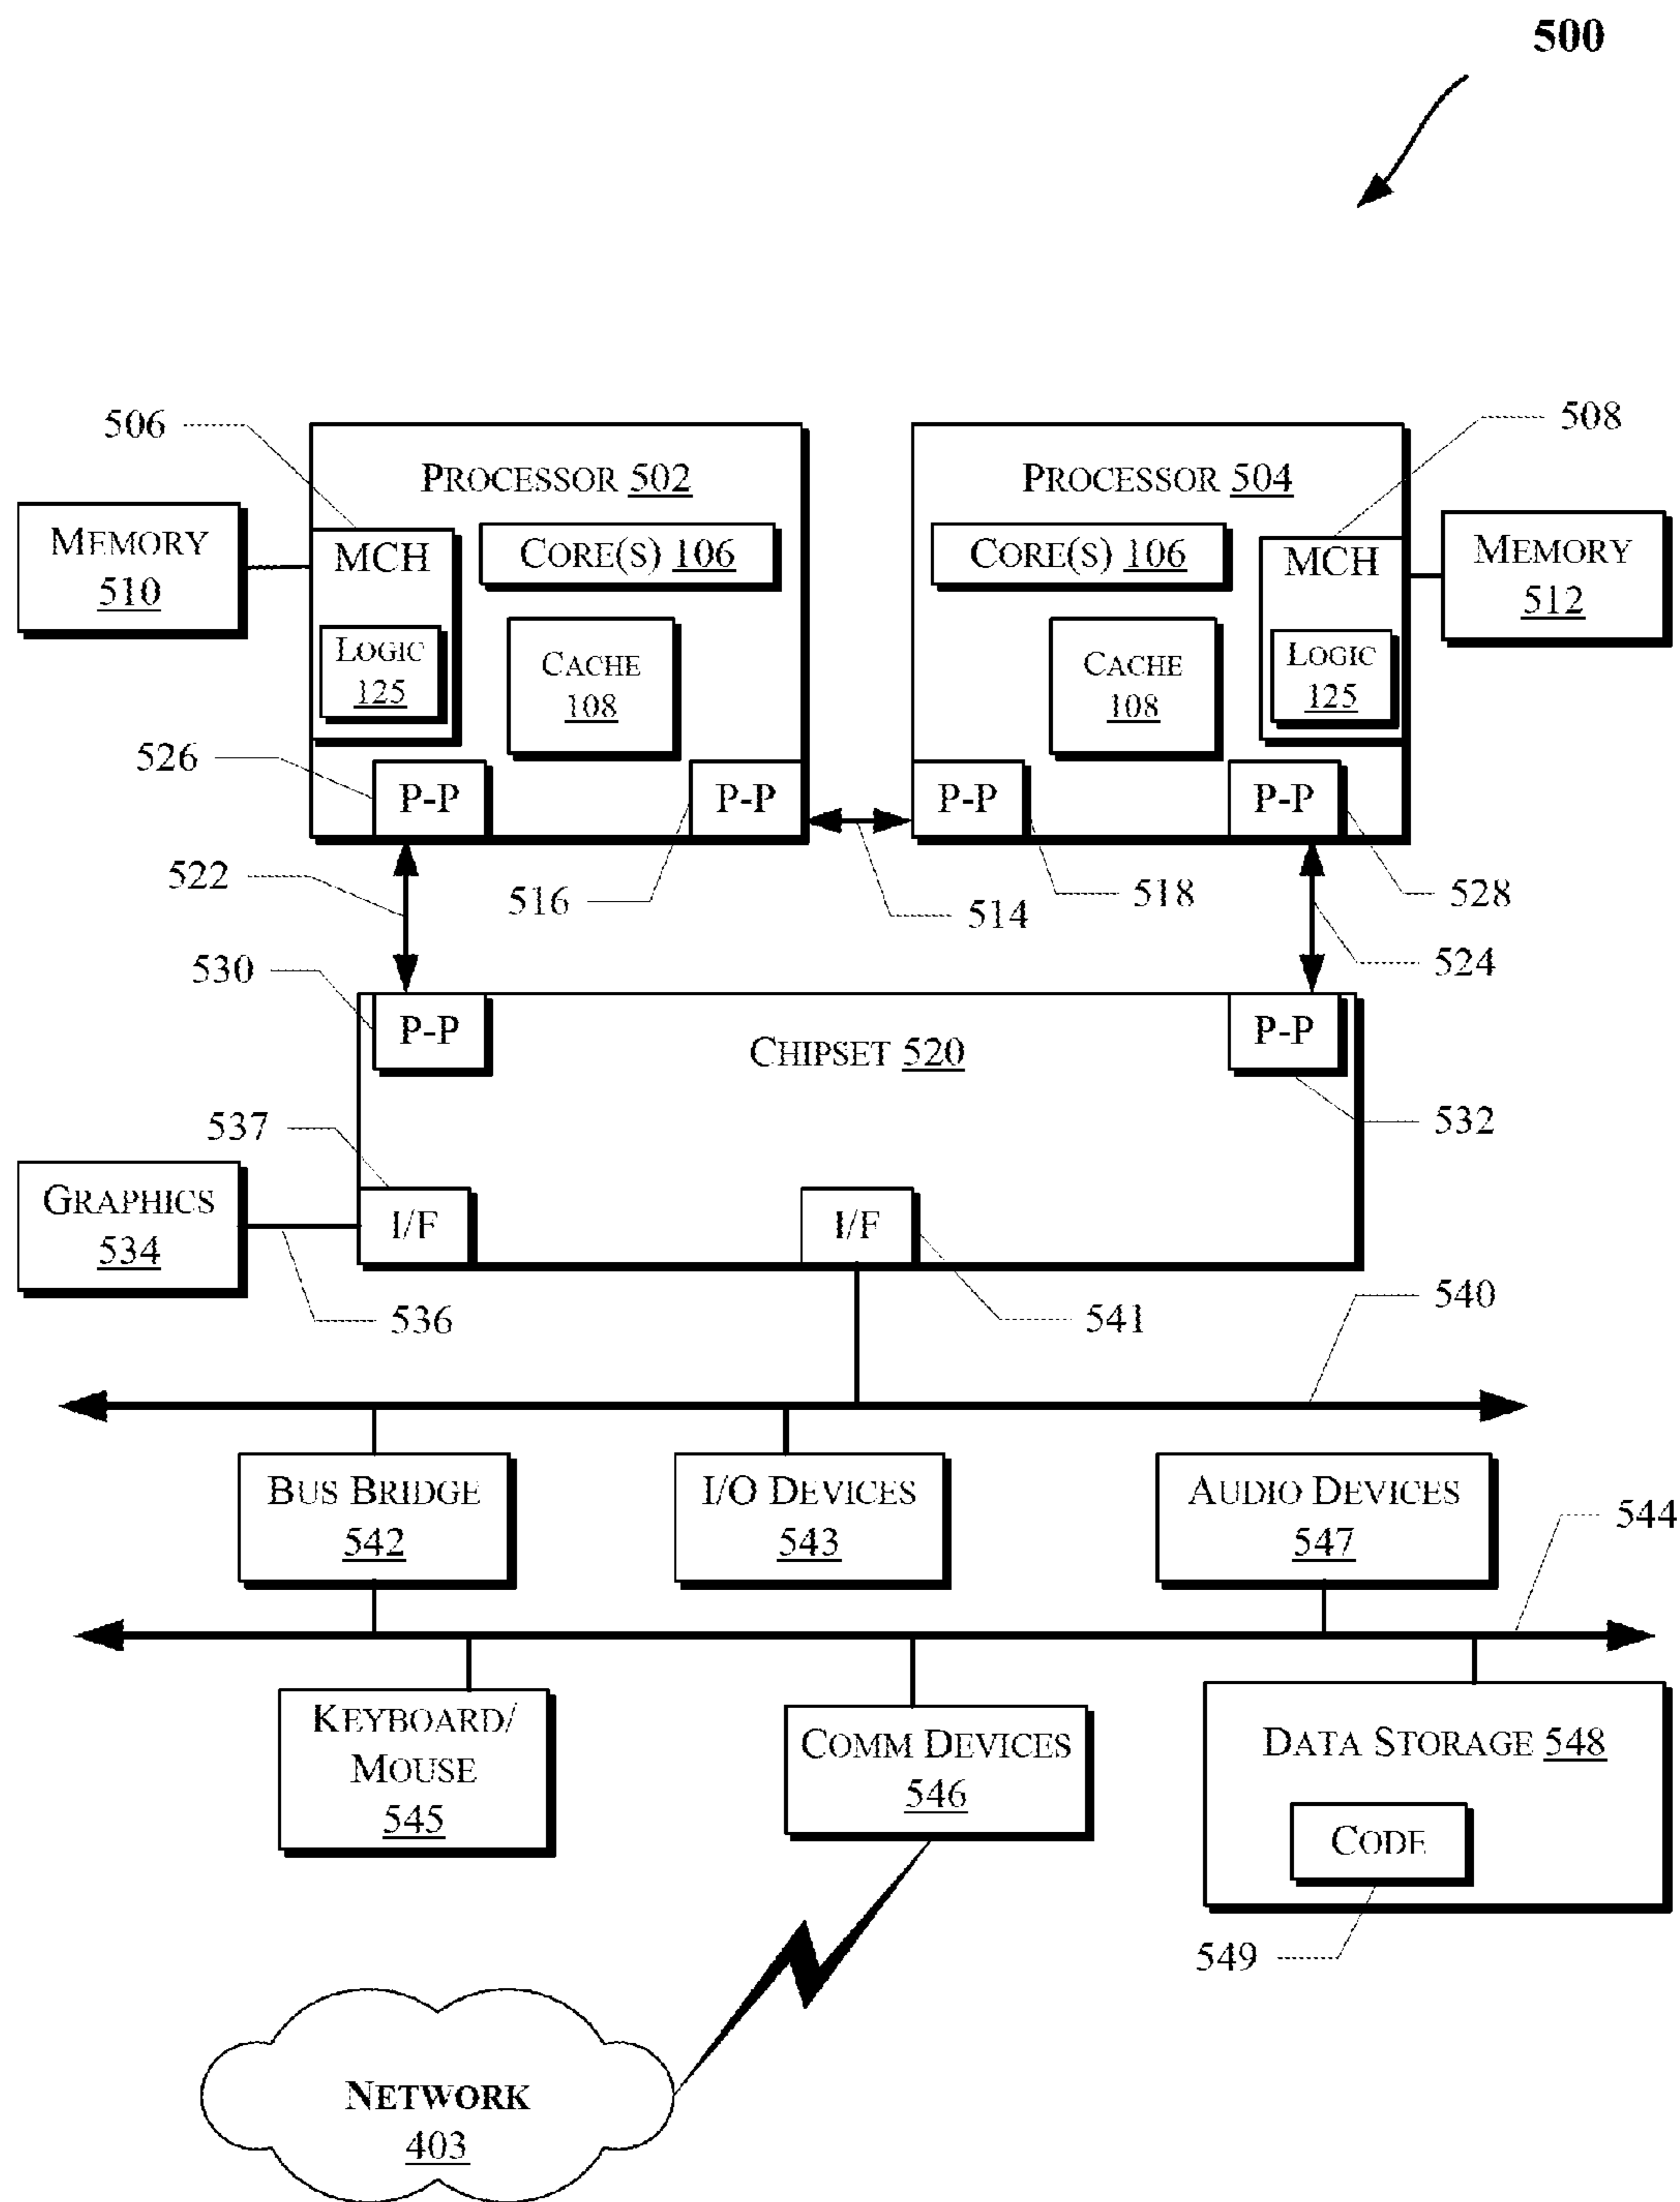 500
506
508
PROCESSOR 502
PROCESSOR 504
MEMORY
510
MCH
CORE(S) 106
CORE(S) 106
MCH
MEMORY
512
LOGIC
125
CACHE
108
CACHE
108
LOGIC
125
526
P-P
P-P
P-P
P-P
522
516
514
518
528
530
524
P-P
CHIPSET 520
P-P
537
532
GRAPHICS
534
I/F
I/F
536
541
540
BUS BRIDGE
542
I/O DEVICES
543
AUDIO DEVICES
547
544
KEYBOARD/
MOUSE
545
COMM DEVICES
546
DATA STORAGE 548
CODE
549
NETWORK
403